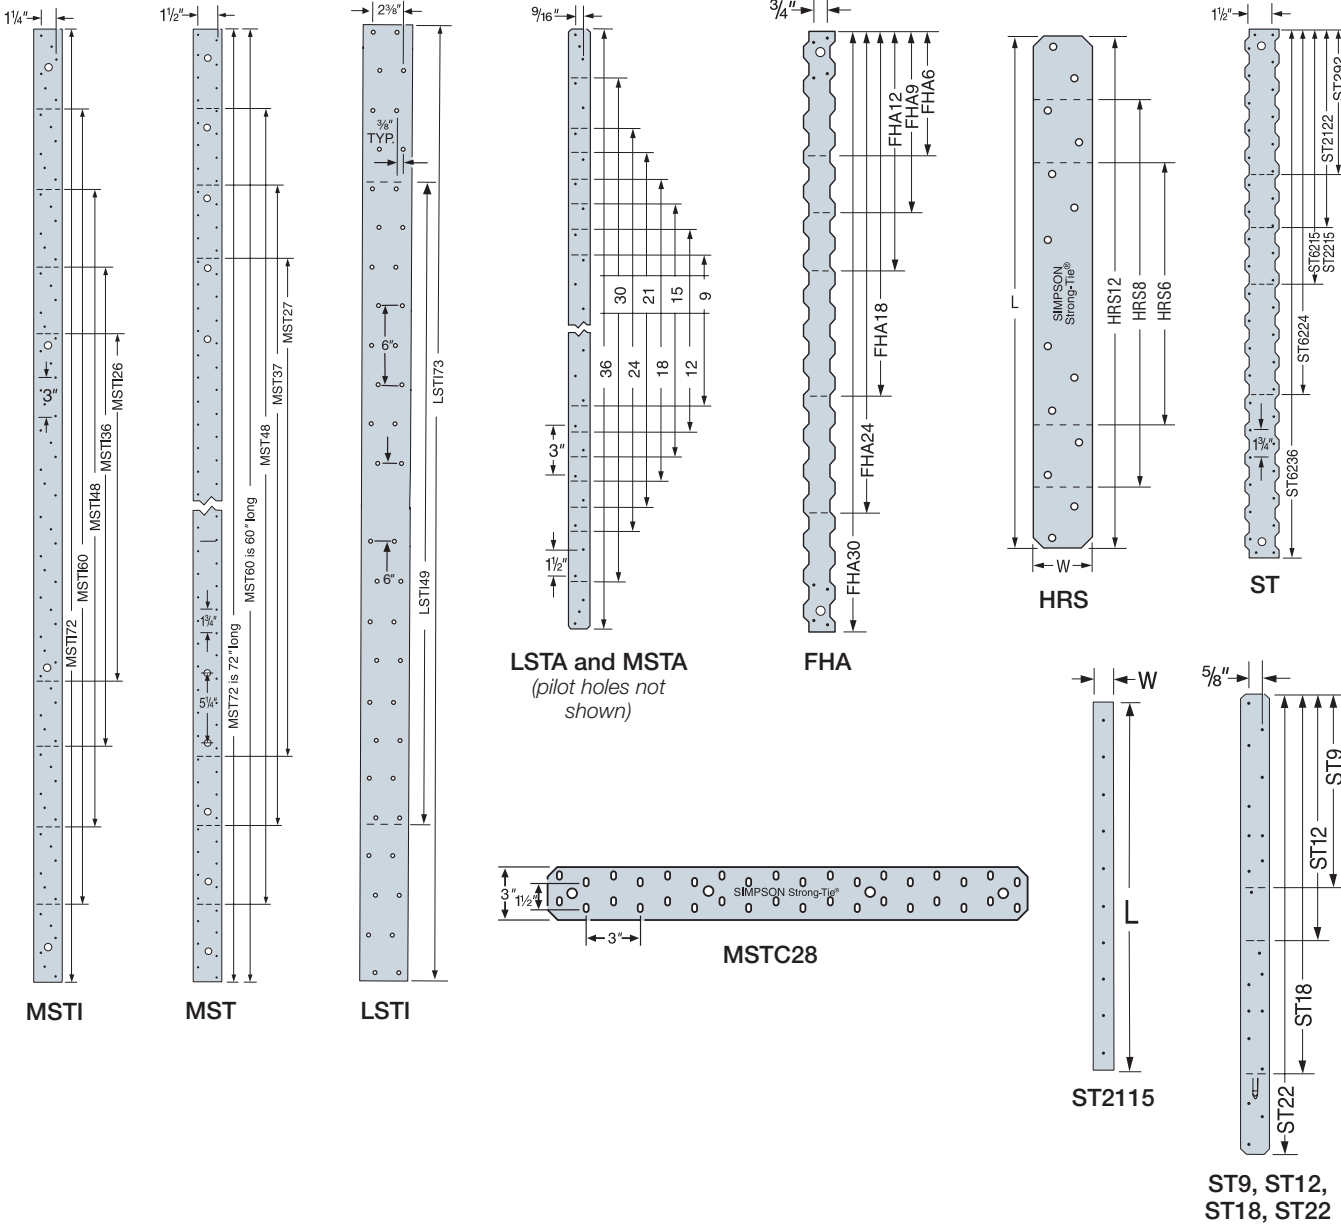 1¼"
MSTI26
MSTI36
MSTI48
MSTI60
MSTI72
3"
MSTI
1½"
MST27
MST37
MST48
MST60 is 60" long
MST72 is 72" long
1¾"
5¼"
MST
2⅜"
⅜"
TYP.
6"
6"
LSTI73
LSTI49
LSTI
9/16"
30
21
15
9
36
24
18
12
3"
1½"
LSTA and MSTA
(pilot holes not
shown)
3/4"
FHA6
FHA9
FHA12
FHA18
FHA24
FHA30
FHA
L
SIMPSON
Strong-Tie®
HRS12
HRS8
HRS6
W
HRS
1½"
ST292
ST2122
ST2215
ST6215
ST6224
ST6236
1¾"
ST
3"
1½"
SIMPSON Strong-Tie®
3"
MSTC28
W
L
ST2115
5/8"
ST9
ST12
ST18
ST22
ST9, ST12,
ST18, ST22